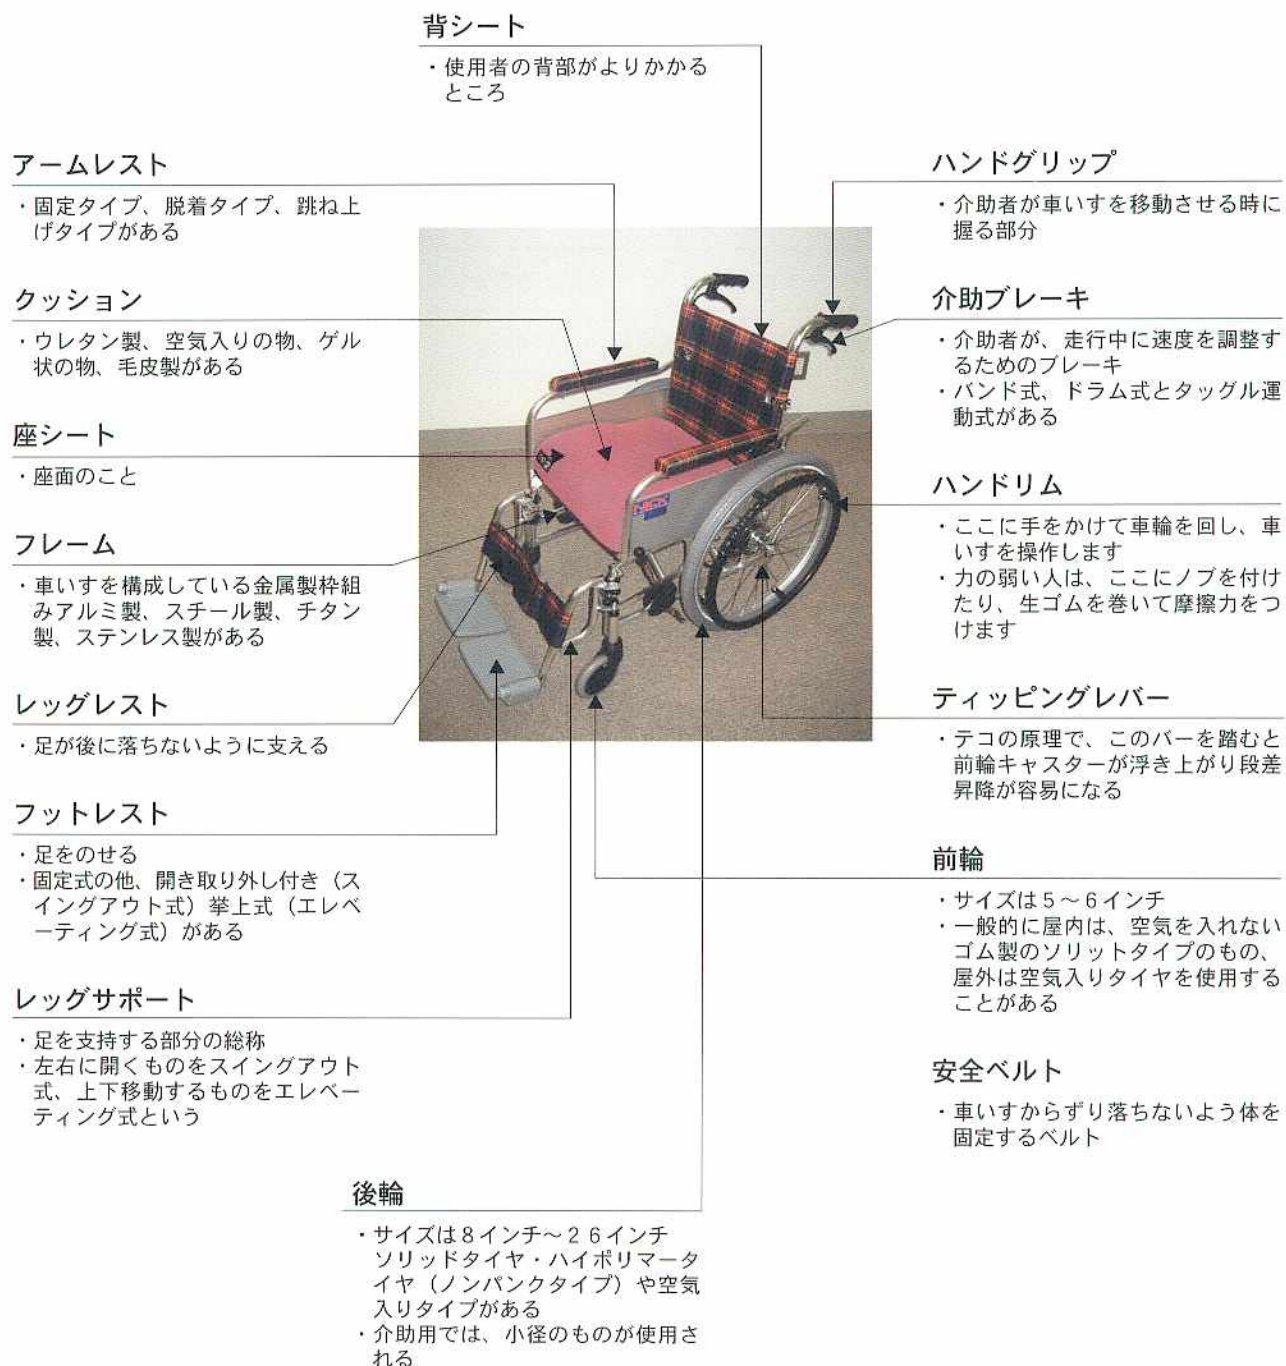 背シート
・使用者の背部がよりかかる
ところ
アームレスト
・固定タイプ、脱着タイプ、跳ね上
げタイプがある
クッション
・ウレタン製、空気入りの物、ゲル
状の物、毛皮製がある
座シート
・座面のこと
フレーム
・車いすを構成している金属製枠組
みアルミ製、スチール製、チタン
製、ステンレス製がある
レッグレスト
・足が後に落ちないように支える
フットレスト
・足をのせる
・固定式の他、開き取り外し付き（ス
イングアウト式）挙上式（エレベ
ーティング式）がある
レッグサポート
・足を支持する部分の総称
・左右に開くものをスイングアウト
式、上下移動するものをエレベー
ティング式という
ハンドグリップ
・介助者が車いすを移動させる時に
握る部分
介助ブレーキ
・介助者が、走行中に速度を調整す
るためのブレーキ
・バンド式、ドラム式とタッグル運
動式がある
ハンドリム
・ここに手をかけて車輪を回し、車
いすを操作します
・力の弱い人は、ここにノブを付け
たり、生ゴムを巻いて摩擦力をつ
けます
ティッピングレバー
・テコの原理で、このバーを踏むと
前輪キャスターが浮き上がり段差
昇降が容易になる
前輪
・サイズは５～６インチ
・一般的に屋内は、空気を入れない
ゴム製のソリットタイプのもの、
屋外は空気入りタイヤを使用する
ことがある
安全ベルト
・車いすからずり落ちないよう体を
固定するベルト
後輪
・サイズは８インチ～２６インチ
ソリッドタイヤ・ハイポリマータ
イヤ（ノンパンクタイプ）や空気
入りタイプがある
・介助用では、小径のものが使用さ
れる